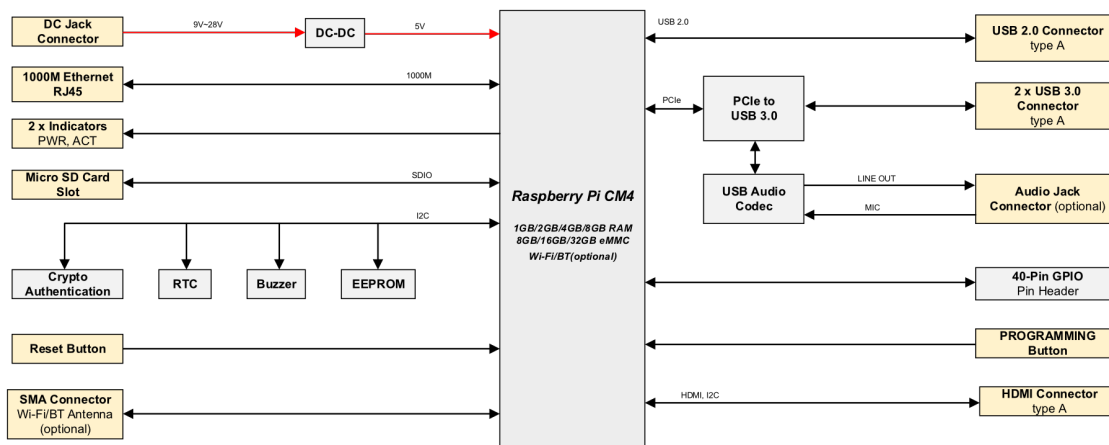 DC Jack
Connector
9V~28V
DC-DC
5V
1000M Ethernet
RJ45
1000M
2 x Indicators
PWR, ACT
Micro SD Card
Slot
SDIO
I2C
Crypto
Authentication
RTC
Buzzer
EEPROM
Reset Button
SMA Connector
Wi-Fi/BT Antenna
(optional)
Raspberry Pi CM4
1GB/2GB/4GB/8GB RAM
8GB/16GB/32GB eMMC
Wi-Fi/BT(optional)
USB 2.0
USB 2.0 Connector
type A
PCIe
PCIe to
USB 3.0
2 x USB 3.0
Connector
type A
USB Audio
Codec
LINE OUT
MIC
Audio Jack
Connector (optional)
40-Pin GPIO
Pin Header
PROGRAMMING
Button
HDMI, I2C
HDMI Connector
type A